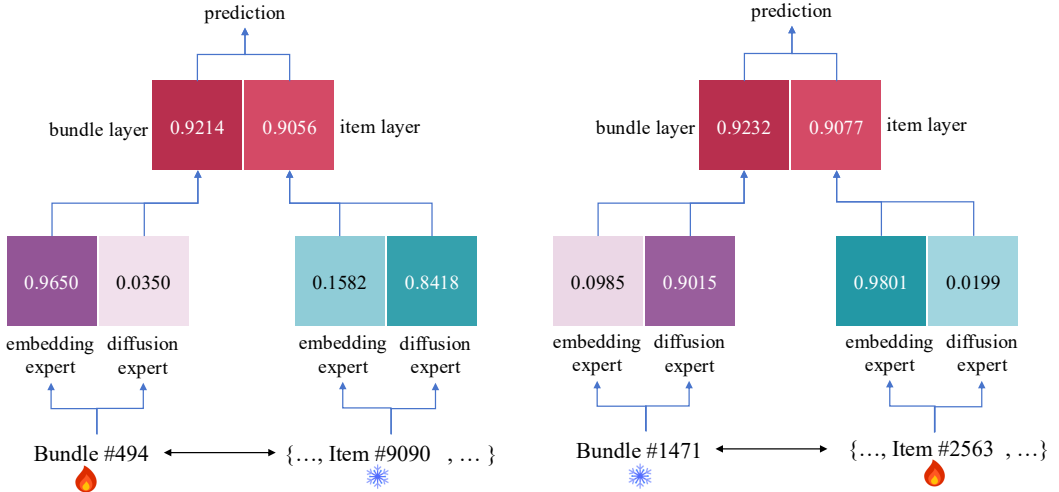 prediction
bundle layer
0.9214
0.9056
item layer
0.9650
0.0350
0.1582
0.8418
embedding
expert
diffusion
expert
embedding
expert
diffusion
expert
Bundle #494
{…, Item #9090 , … }
prediction
bundle layer
0.9232
0.9077
item layer
0.0985
0.9015
0.9801
0.0199
embedding
expert
diffusion
expert
embedding
expert
diffusion
expert
Bundle #1471
{…, Item #2563 , …}